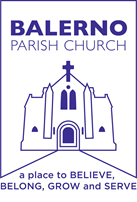 BALERNO
PARISH CHURCH
a place to BELIEVE,
BELONG, GROW and SERVE